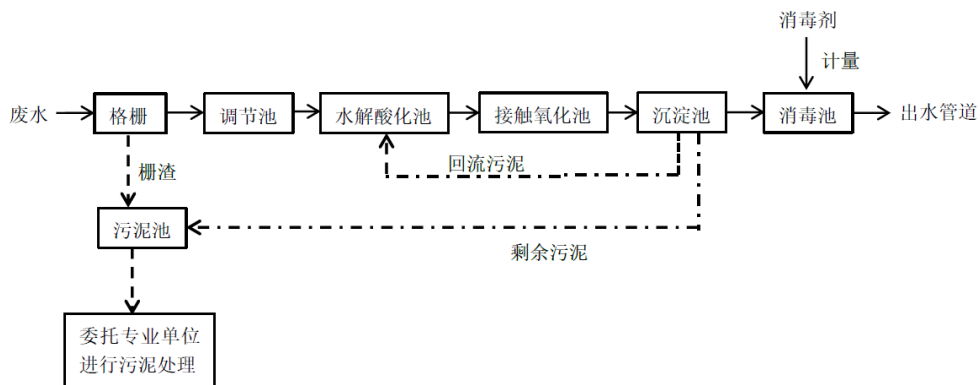 消毒剂
计量
废水
格栅
调节池
水解酸化池
接触氧化池
沉淀池
消毒池
出水管道
回流污泥
栅渣
污泥池
剩余污泥
委托专业单位
进行污泥处理